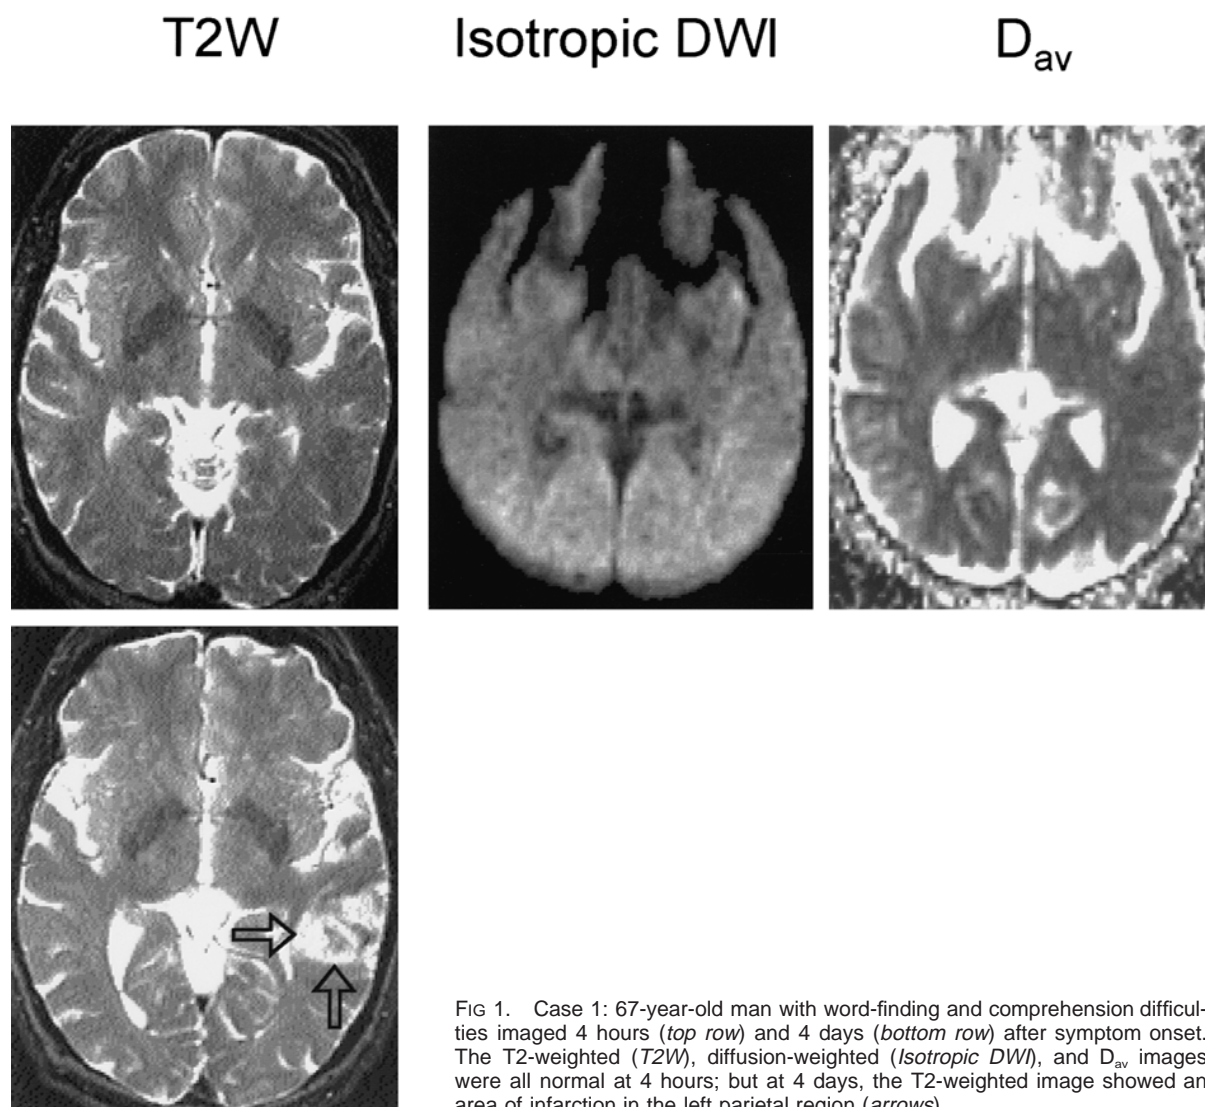 T2W Isotropic DWI Dav
FIG 1. Case 1: 67-year-old man with word-finding and comprehension difficul-
ties imaged 4 hours (top row) and 4 days (bottom row) after symptom onset.
The T2-weighted (T2W), diffusion-weighted (Isotropic DWI), and Dav images
were all normal at 4 hours; but at 4 days, the T2-weighted image showed an
area of infarction in the left parietal region (arrows).